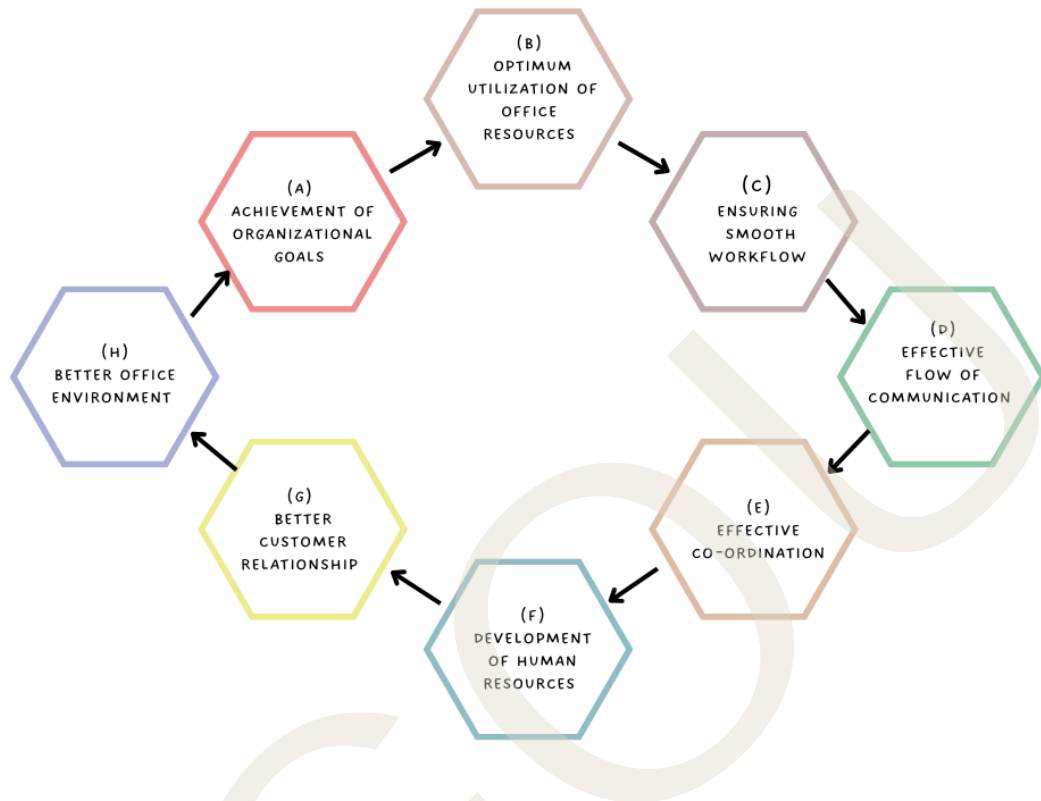 (A)
ACHIEVEMENT OF
ORGANIZATIONAL
GOALS
(B)
OPTIMUM
UTILIZATION OF
OFFICE
RESOURCES
(C)
ENSURING
SMOOTH
WORKFLOW
(D)
EFFECTIVE
FLOW OF
COMMUNICATION
(E)
EFFECTIVE
CO-ORDINATION
(F)
DEVELOPMENT
OF HUMAN
RESOURCES
(G)
BETTER
CUSTOMER
RELATIONSHIP
(H)
BETTER OFFICE
ENVIRONMENT